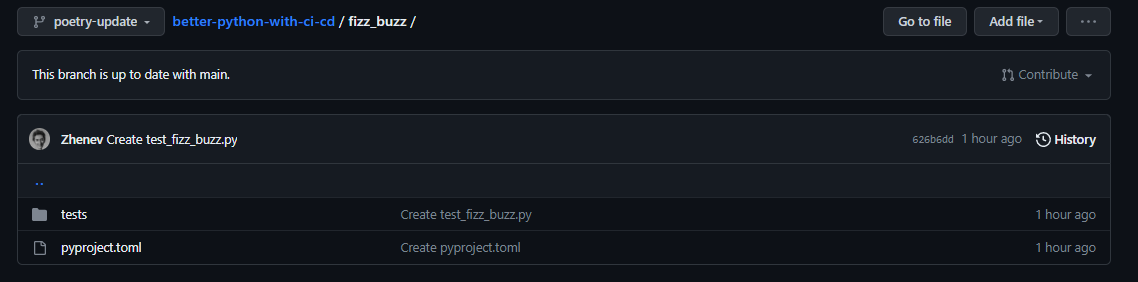 poetry-update better-python-with-ci-cd / fizz_buzz / Go to file Add file ...
This branch is up to date with main. Contribute
Zhenev Create test_fizz_buzz.py 626b6dd 1 hour ago History
..
tests Create test_fizz_buzz.py 1 hour ago
pyproject.toml Create pyproject.toml 1 hour ago